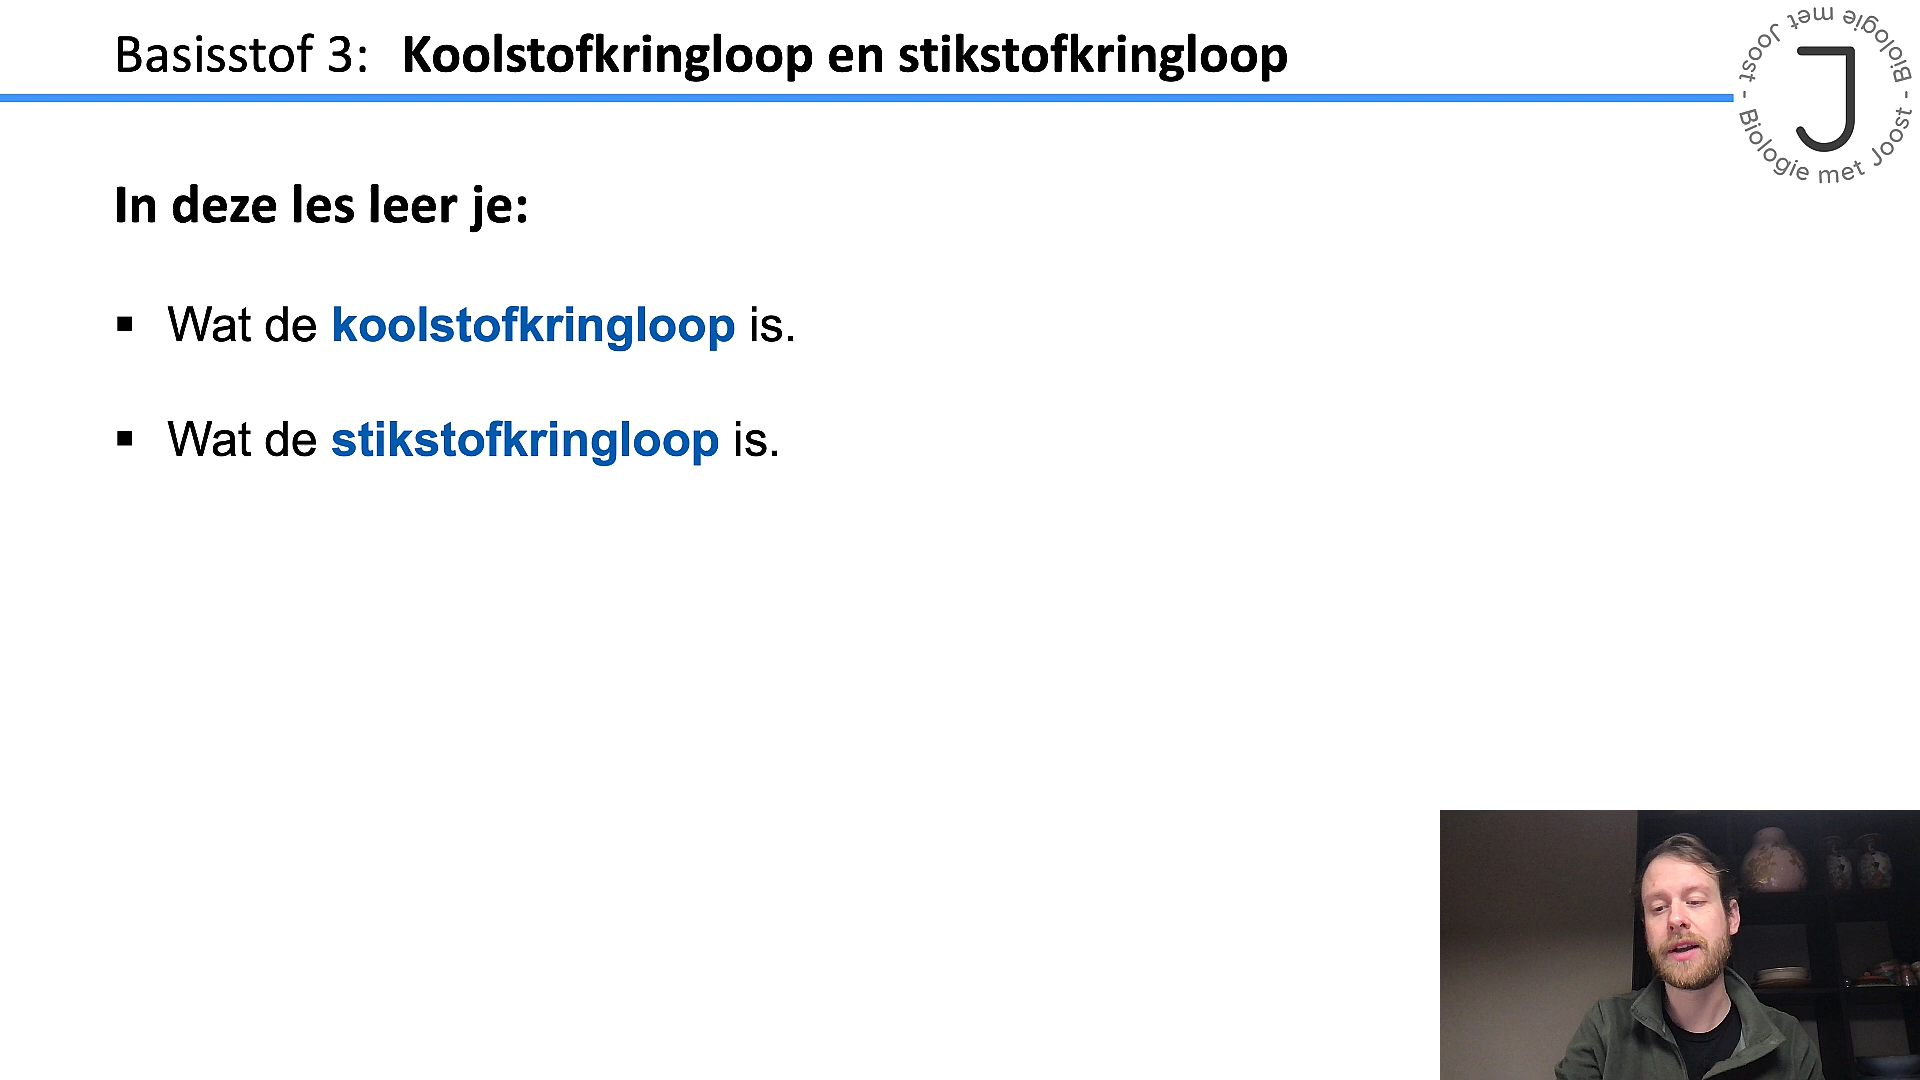 Basisstof 3: Koolstofkringloop en stikstofkringloop
Biologie met Joost - Biologie met Joost -
J
In deze les leer je:
▪ Wat de koolstofkringloop is.
▪ Wat de stikstofkringloop is.